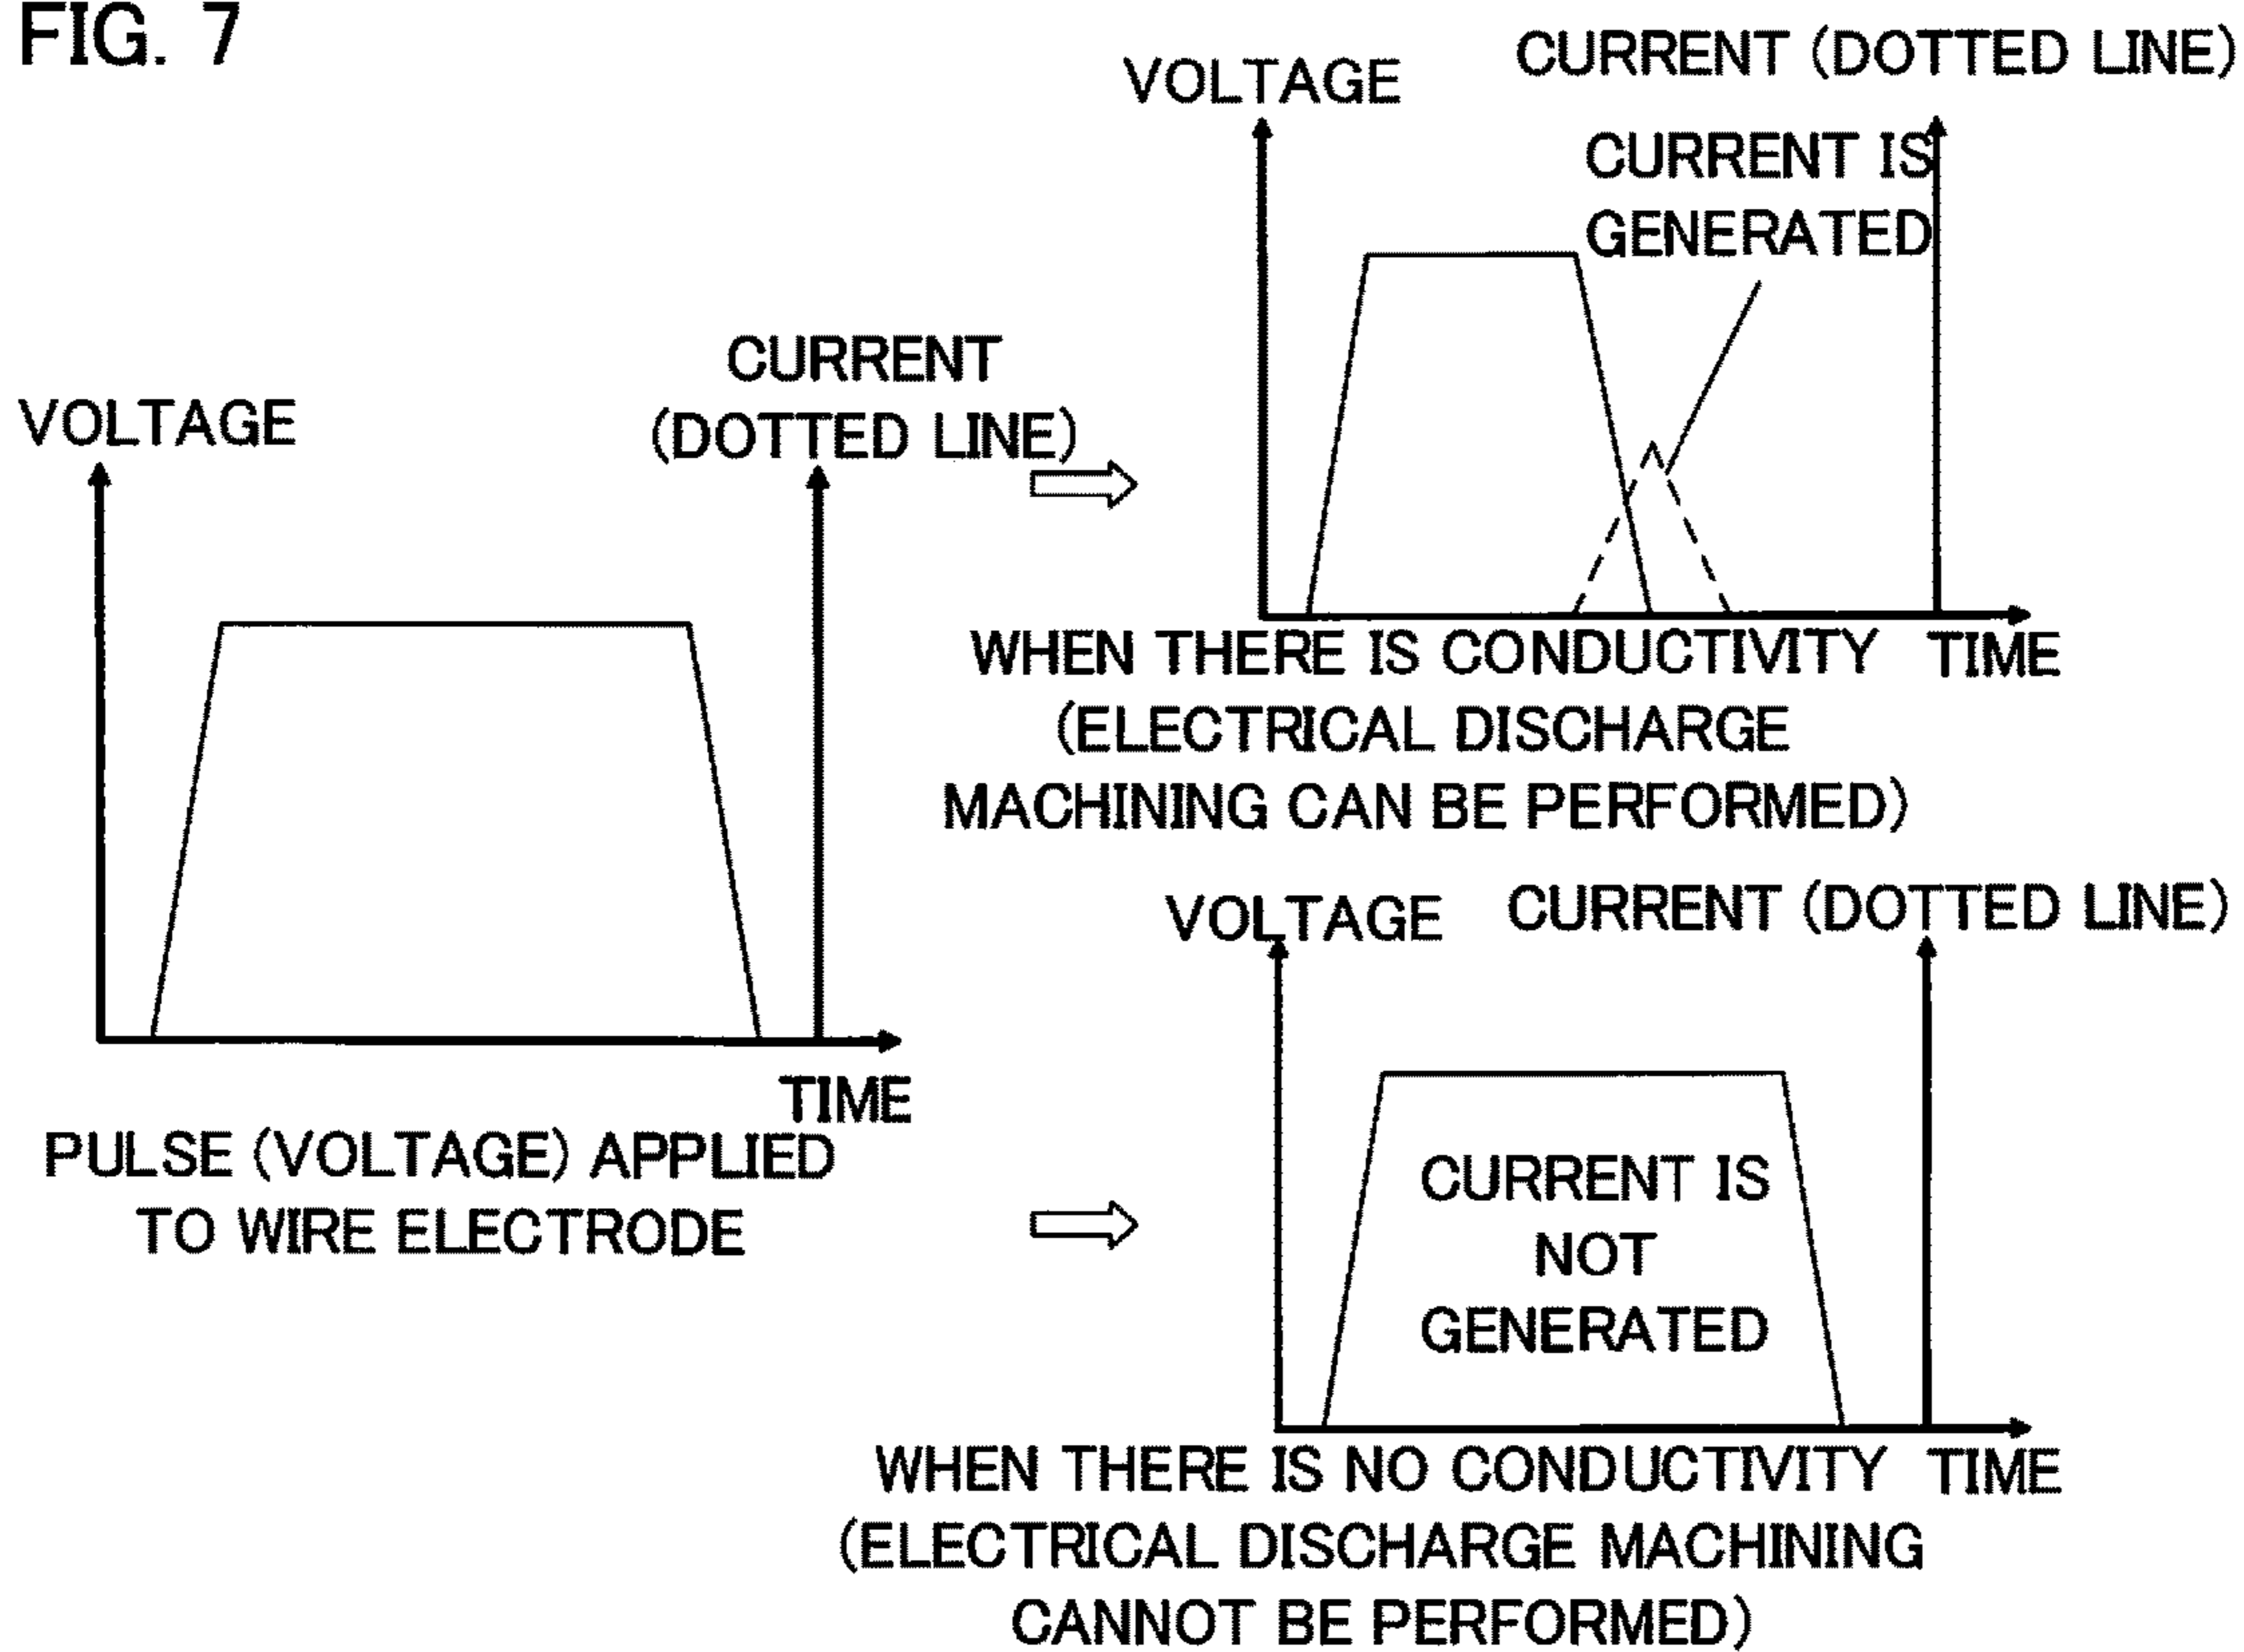 FIG. 7
VOLTAGE
CURRENT
(DOTTED LINE)
TIME
PULSE (VOLTAGE) APPLIED
TO WIRE ELECTRODE
VOLTAGE
CURRENT (DOTTED LINE)
CURRENT IS
GENERATED
TIME
WHEN THERE IS CONDUCTIVITY
(ELECTRICAL DISCHARGE
MACHINING CAN BE PERFORMED)
VOLTAGE
CURRENT (DOTTED LINE)
CURRENT IS
NOT
GENERATED
TIME
WHEN THERE IS NO CONDUCTIVITY
(ELECTRICAL DISCHARGE MACHINING
CANNOT BE PERFORMED)